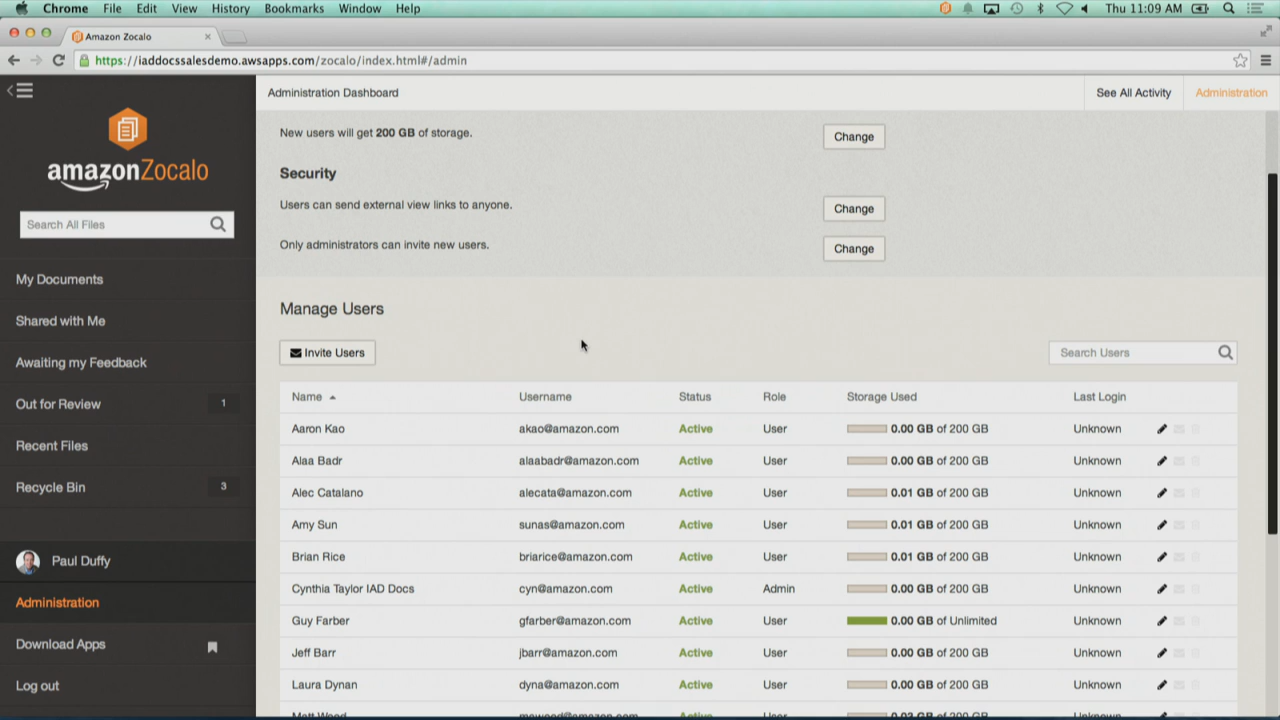 Chrome File Edit View History Bookmarks Window Help Thu 11:09 AM
Amazon Zocalo
https://iaddocssalesdemo.awsapps.com/zocalo/index.html#/admin
Administration Dashboard See All Activity Administration
amazonZocalo
Search All Files
My Documents
Shared with Me
Awaiting my Feedback
Out for Review 1
Recent Files
Recycle Bin 3
Paul Duffy
Administration
Download Apps
Log out
New users will get 200 GB of storage. Change
Security
Users can send external view links to anyone. Change
Only administrators can invite new users. Change
Manage Users
Invite Users Search Users
Name Username Status Role Storage Used Last Login
Aaron Kao akao@amazon.com Active User 0.00 GB of 200 GB Unknown
Alaa Badr alaabadr@amazon.com Active User 0.00 GB of 200 GB Unknown
Alec Catalano alecata@amazon.com Active User 0.01 GB of 200 GB Unknown
Amy Sun sunas@amazon.com Active User 0.01 GB of 200 GB Unknown
Brian Rice briarice@amazon.com Active User 0.01 GB of 200 GB Unknown
Cynthia Taylor IAD Docs cyn@amazon.com Active Admin 0.00 GB of 200 GB Unknown
Guy Farber gfarber@amazon.com Active User 0.00 GB of Unlimited Unknown
Jeff Barr jbarr@amazon.com Active User 0.00 GB of 200 GB Unknown
Laura Dynan dyna@amazon.com Active User 0.00 GB of 200 GB Unknown